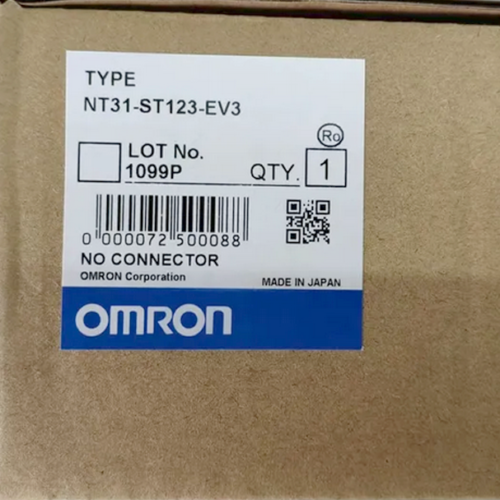 TYPE
NT31-ST123-EV3
Ro
LOT No.
1099P
QTY. 1
0 000072 500088
NO CONNECTOR
OMRON Corporation
MADE IN JAPAN
OMRON